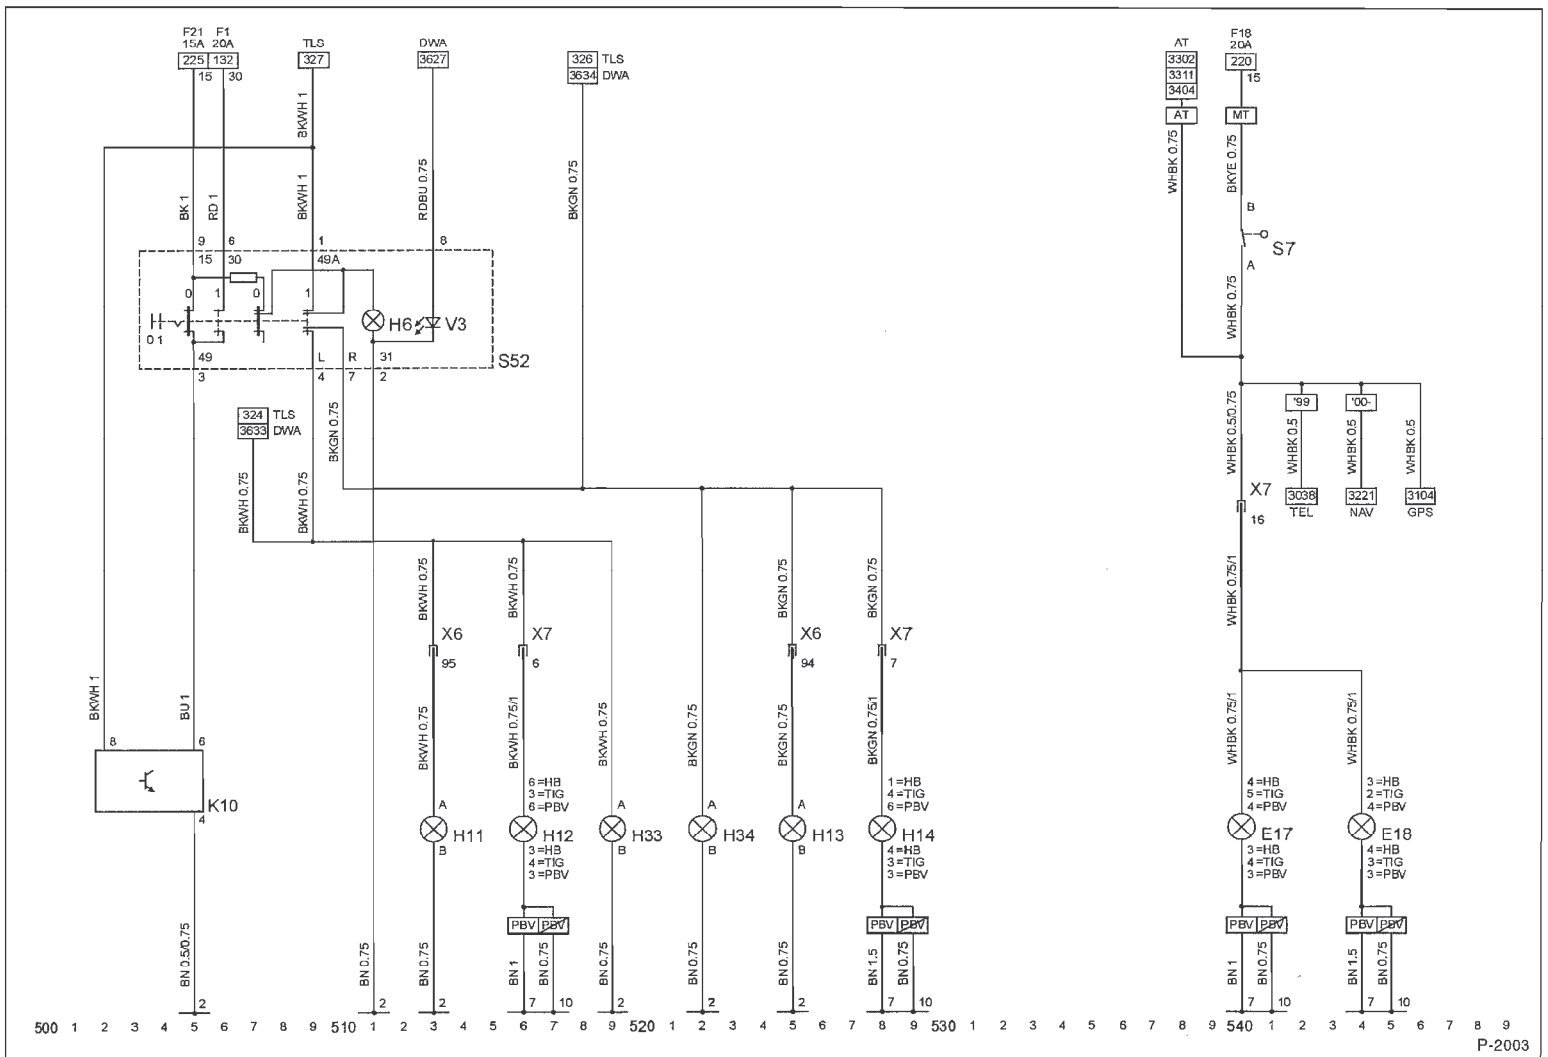 F21 F1
15A 20A
225 132
15 30
TLS
327
DWA
3627
326 TLS
3634 DWA
AT
3302
3311
3404
AT
F18
20A
220
15
MT
BKWH 1
BK 1
RD 1
BKWH 1
RDBU 0.75
BKGN 0.75
WHBK 0.75
BKYE 0.75
B
S7
A
WHBK 0.75
9 6 1 8
15 30 49A
0 1 0 1
0 1
H6
V3
49 L R 31
S52
3 4 7 2
324 TLS
3633 DWA
BKWH 0.75
BKWH 0.75
BKGN 0.75
WHBK 0.5/0.75
'99
'00-
WHBK 0.5
WHBK 0.5
WHBK 0.5
X7
16
3038
TEL
3221
NAV
3104
GPS
BKWH 0.75
BKWH 0.75
BKGN 0.75
BKGN 0.75
WHBK 0.75/1
X6
95
X7
6
X6
94
X7
7
BKWH 1
BU 1
8 6
K10
4
BKWH 0.75
BKWH 0.75/1
BKWH 0.75
BKGN 0.75
BKGN 0.75
BKGN 0.75/1
WHBK 0.75/1
WHBK 0.75/1
6=HB
3=TIG
6=PBV
1=HB
4=TIG
6=PBV
4=HB
5=TIG
4=PBV
3=HB
2=TIG
4=PBV
A A A A
H11 H12 H33 H34 H13 H14 E17 E18
B B B B
3=HB
4=TIG
3=PBV
4=HB
3=TIG
3=PBV
3=HB
4=TIG
3=PBV
4=HB
3=TIG
3=PBV
PBV PBV
PBV PBV
PBV PBV
PBV PBV
BN 0.5/0.75
BN 0.75
BN 0.75
BN 1
BN 0.75
BN 0.75
BN 0.75
BN 0.75
BN 1.5
BN 0.75
BN 1
BN 0.75
BN 1.5
BN 0.75
2 2 2 7 10 2 2 2 7 10 7 10 7 10
500 1 2 3 4 5 6 7 8 9 510 1 2 3 4 5 6 7 8 9 520 1 2 3 4 5 6 7 8 9 530 1 2 3 4 5 6 7 8 9 540 1 2 3 4 5 6 7 8 9
P-2003